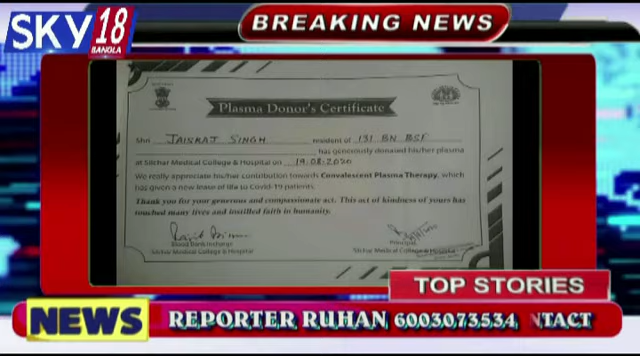 SKY 18
BANGLA
BREAKING NEWS
Plasma Donor's Certificate
Shri JAISRAJ SINGH resident of 131 BN BSF
has generously donated his/her plasma
at Silchar Medical College & Hospital on 19.08.2020
We really appreciate his/her contribution towards Convalescent Plasma Therapy, which
has given a new lease of life to Covid-19 patients.
Thank you for your generous and compassionate act. This act of kindness of yours has
touched many lives and instilled faith in humanity.
Blood Bank Incharge
Silchar Medical College & Hospital
Principal
Silchar Medical College & Hospital
TOP STORIES
NEWS
REPORTER RUHAN 6003073534 NTACT